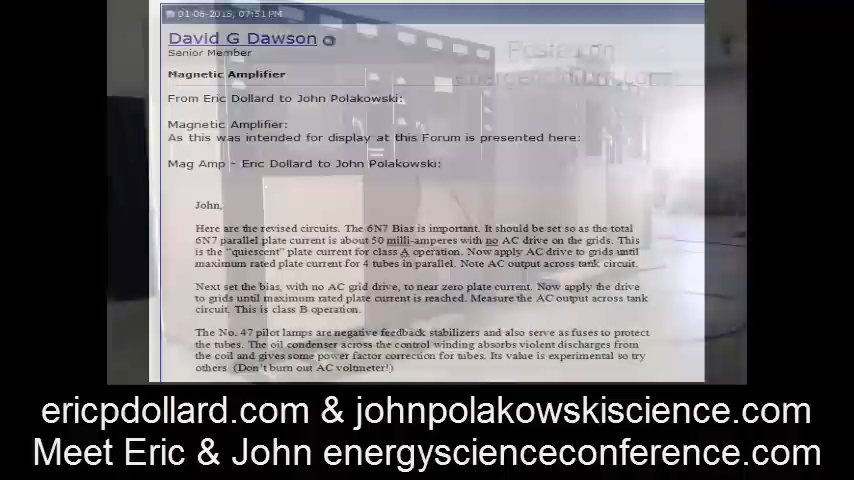 01-06-2015, 07:51 PM
David G Dawson
Senior Member
Posted on
energeticforum.com
Magnetic Amplifier
From Eric Dollard to John Polakowski:
Magnetic Amplifier:
As this was intended for display at this Forum is presented here:
Mag Amp - Eric Dollard to John Polakowski:
John,
Here are the revised circuits. The 6N7 Bias is important. It should be set so as the total
6N7 parallel plate current is about 50 milli-amperes with no AC drive on the grids. This
is the "quiescent" plate current for class A operation. Now apply AC drive to grids until
maximum rated plate current for 4 tubes in parallel. Note AC output across tank circuit.
Next set the bias, with no AC grid drive, to near zero plate current. Now apply the drive
to grids until maximum rated plate current is reached. Measure the AC output across tank
circuit. This is class B operation.
The No. 47 pilot lamps are negative feedback stabilizers and also serve as fuses to protect
the tubes. The oil condenser across the control winding absorbs violent discharges from
the coil and gives some power factor correction for tubes. Its value is experimental so try
others. (Don't burn out AC voltmeter!)
ericpdollard.com & johnpolakowskiscience.com
Meet Eric & John energyscienceconference.com